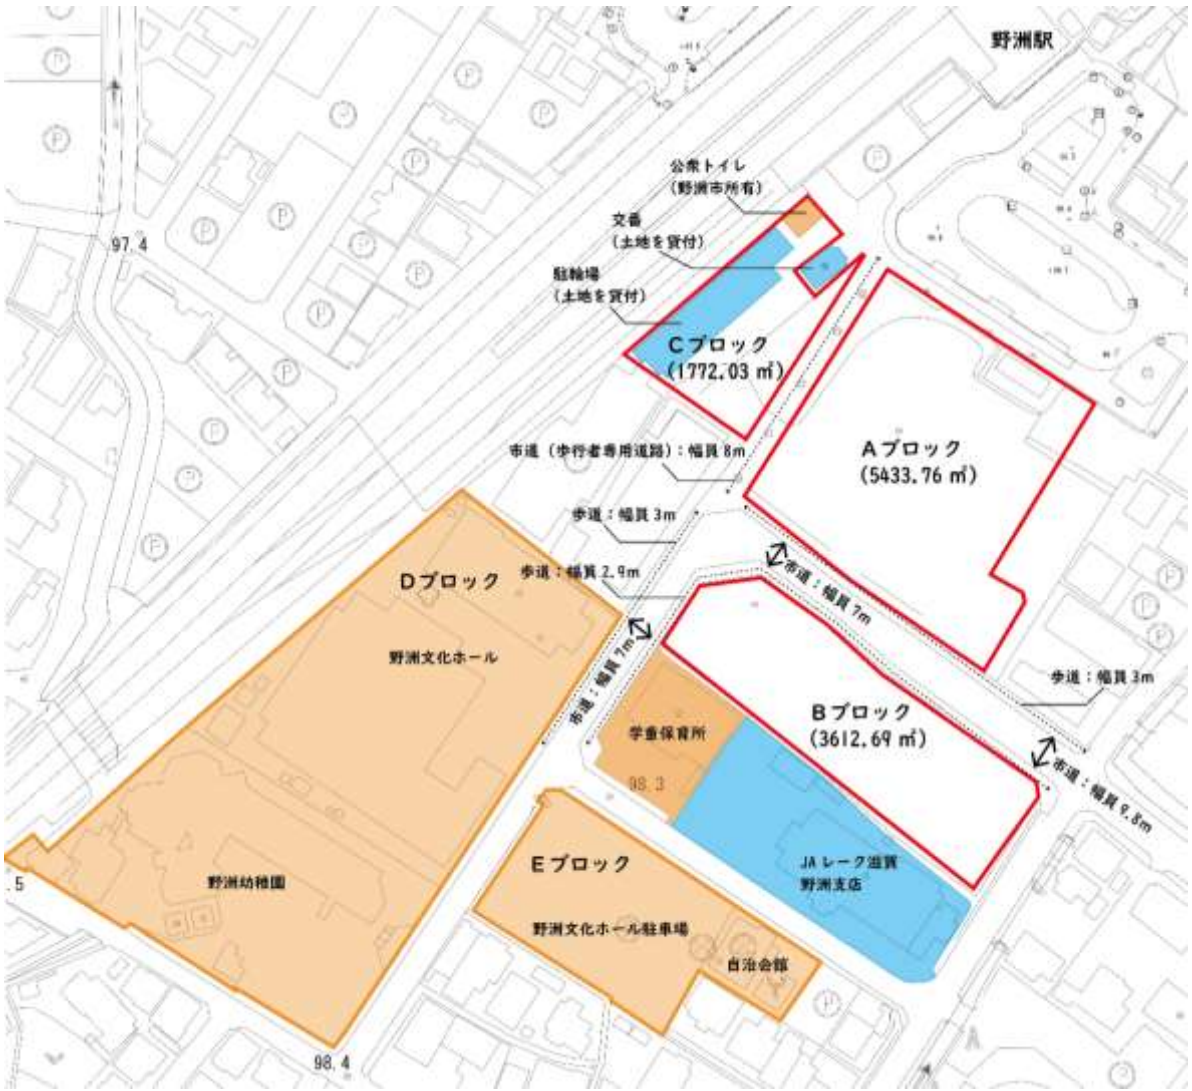 野洲駅
公衆トイレ
(野洲市所有)
交番
(土地を貸付)
97.4
駐輪場
(土地を貸付)
Cブロック
(1772.03 ㎡)
Aブロック
(5433.76 ㎡)
市道（歩行者専用道路）：幅員 8m
歩道：幅員 3m
歩道：幅員 2.9m
Dブロック
市道：幅員 7m
野洲文化ホール
市道：幅員 7m
歩道：幅員 3m
Bブロック
(3612.69 ㎡)
学童保育所
98.3
市道：幅員 9.8m
Eブロック
JA レーク滋賀
野洲支店
野洲幼稚園
.5
野洲文化ホール駐車場
自治会館
98.4